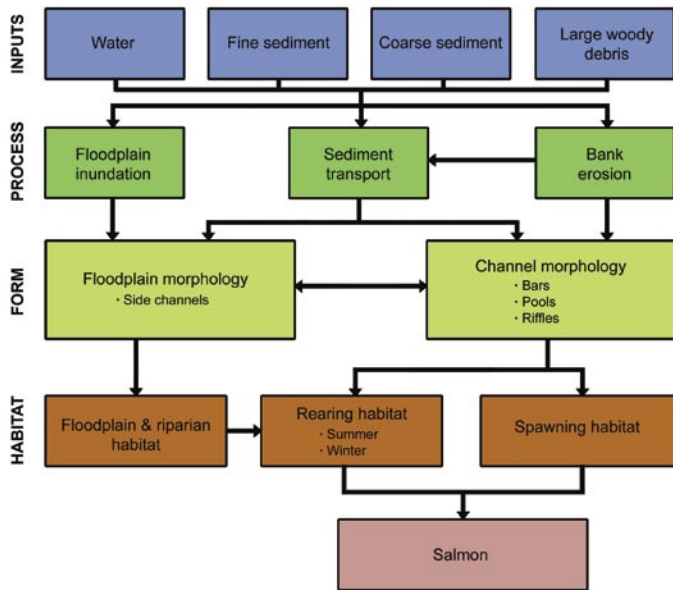 INPUTS
Water
Fine sediment
Coarse sediment
Large woody
debris
PROCESS
Floodplain
inundation
Sediment
transport
Bank
erosion
FORM
Floodplain morphology
· Side channels
Channel morphology
· Bars
· Pools
· Riffles
HABITAT
Floodplain & riparian
habitat
Rearing habitat
· Summer
· Winter
Spawning habitat
Salmon